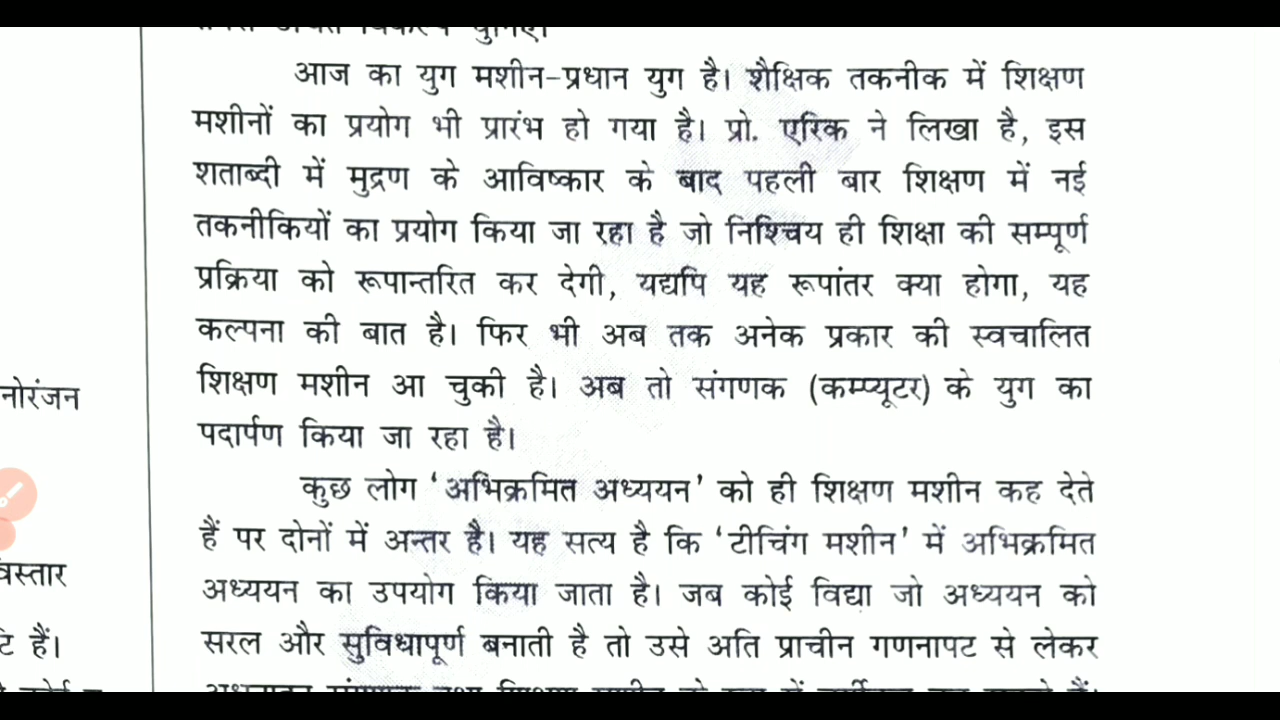 आज का युग मशीन-प्रधान युग है। शैक्षिक तकनीक में शिक्षण
मशीनों का प्रयोग भी प्रारंभ हो गया है। प्रो. एरिक ने लिखा है, इस
शताब्दी में मुद्रण के आविष्कार के बाद पहली बार शिक्षण में नई
तकनीकियों का प्रयोग किया जा रहा है जो निश्चिय ही शिक्षा की सम्पूर्ण
प्रक्रिया को रूपान्तरित कर देगी, यद्यपि यह रूपांतर क्या होगा, यह
कल्पना की बात है। फिर भी अब तक अनेक प्रकार की स्वचालित
नोरंजन
शिक्षण मशीन आ चुकी है। अब तो संगणक (कम्प्यूटर) के युग का
पदार्पण किया जा रहा है।
कुछ लोग 'अभिक्रमित अध्ययन' को ही शिक्षण मशीन कह देते
हैं पर दोनों में अन्तर है। यह सत्य है कि 'टीचिंग मशीन' में अभिक्रमित
वस्तार
अध्ययन का उपयोग किया जाता है। जब कोई विद्या जो अध्ययन को
टे हैं।
सरल और सुविधापूर्ण बनाती है तो उसे अति प्राचीन गणनापट से लेकर